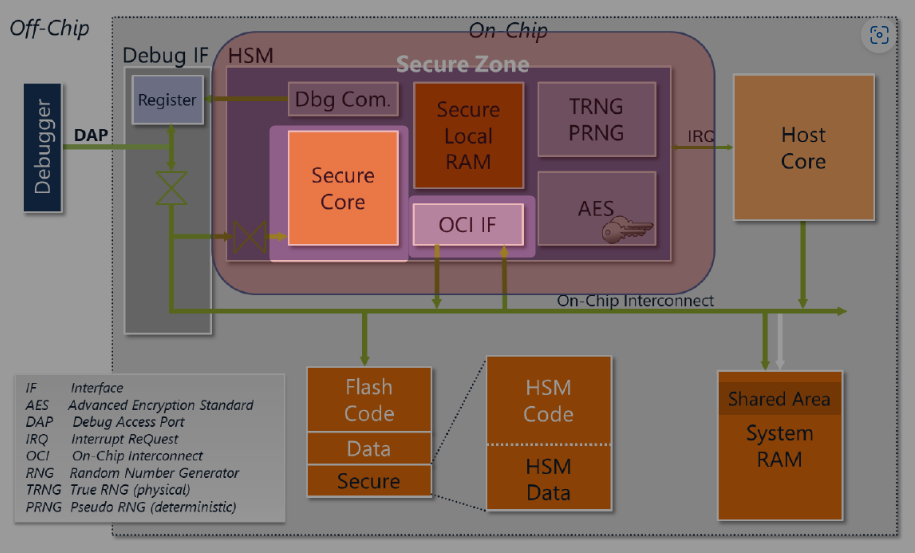 Off-Chip
On-Chip
Debug IF
HSM
Secure Zone
Debugger
DAP
Register
Dbg Com.
Secure
Core
Secure
Local
RAM
OCI IF
TRNG
PRNG
AES
IRQ
Host
Core
On-Chip Interconnect
Flash
Code
Data
Secure
HSM
Code
HSM
Data
Shared Area
System
RAM
IF Interface
AES Advanced Encryption Standard
DAP Debug Access Port
IRQ Interrupt ReQuest
OCI On-Chip Interconnect
RNG Random Number Generator
TRNG True RNG (physical)
PRNG Pseudo RNG (deterministic)